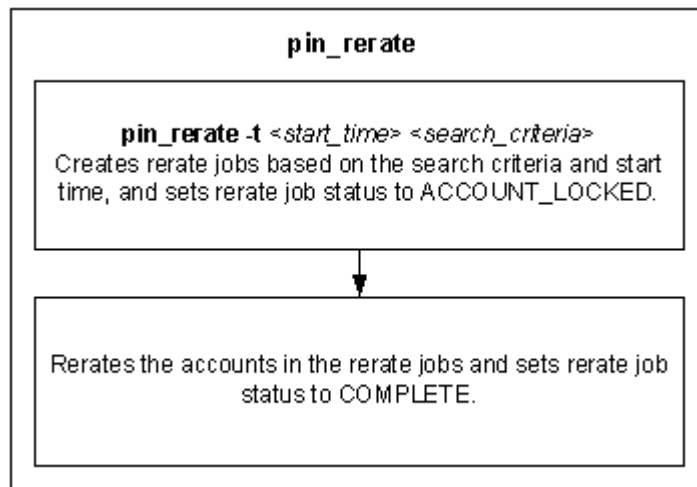 pin_rerate
pin_rerate -t <start_time> <search_criteria>
Creates rerate jobs based on the search criteria and start
time, and sets rerate job status to ACCOUNT_LOCKED.
Rerates the accounts in the rerate jobs and sets rerate job
status to COMPLETE.